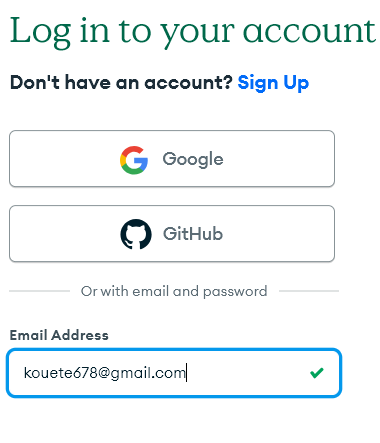 Log in to your account
Don't have an account? Sign Up
Google
GitHub
Or with email and password
Email Address
kouete678@gmail.com